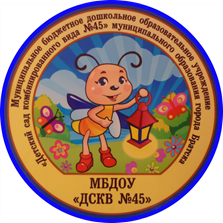 Муниципальное бюджетное дошкольное образовательное учреждение
«Детский сад комбинированного вида №45» муниципального образования города Братска
МБДОУ
«ДСКВ №45»